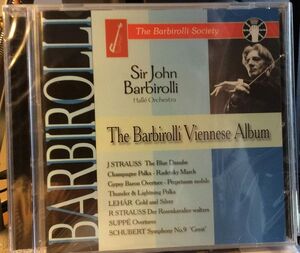 The Barbirolli Society
BARBIROLLI
Sir John
Barbirolli
Hallé Orchestra
The Barbirolli Viennese Album
J STRAUSS The Blue Danube
Champagne Polka - Radetzky March
Gypsy Baron Overture - Perpetuum mobile
Thunder & Lightning Polka
LEHÁR Gold and Silver
R STRAUSS Der Rosenkavalier waltzes
SUPPÉ Overtures
SCHUBERT Symphony No.9 'Great'